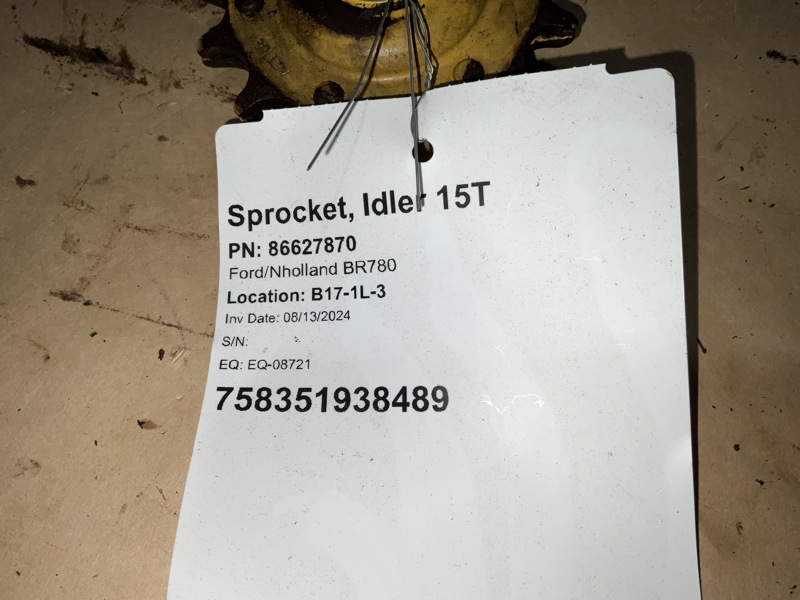 Sprocket, Idler 15T
PN: 86627870
Ford/Nholland BR780
Location: B17-1L-3
Inv Date: 08/13/2024
S/N:
EQ: EQ-08721
758351938489